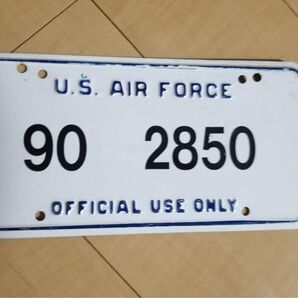 U.S. AIR FORCE
90 2850
OFFICIAL USE ONLY